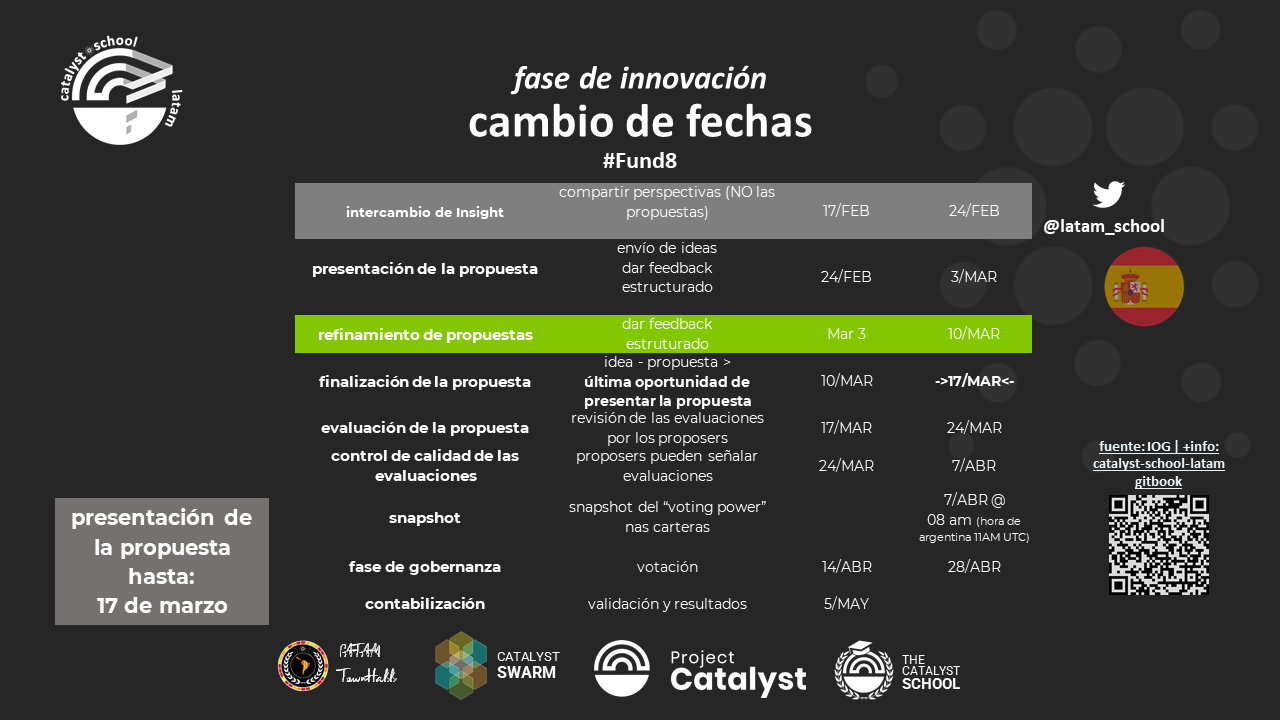 catalyst school
latam
fase de innovación
cambio de fechas
#Fund8
intercambio de Insight
compartir perspectivas (NO las
propuestas)
17/FEB
24/FEB
@latam_school
presentación de la propuesta
envío de ideas
dar feedback
estructurado
24/FEB
3/MAR
refinamiento de propuestas
dar feedback
estruturado
Mar 3
10/MAR
finalización de la propuesta
idea - propuesta >
última oportunidad de
presentar la propuesta
10/MAR
->17/MAR<-
evaluación de la propuesta
revisión de las evaluaciones
por los proposers
17/MAR
24/MAR
control de calidad de las
evaluaciones
proposers pueden señalar
evaluaciones
24/MAR
7/ABR
snapshot
snapshot del “voting power”
nas carteras
7/ABR @
08 am (hora de
argentina 11AM UTC)
fase de gobernanza
votación
14/ABR
28/ABR
contabilización
validación y resultados
5/MAY
fuente: IOG | +info:
catalyst-school-latam
gitbook
presentación de
la propuesta
hasta:
17 de marzo
LATAM
TownHall
CATALYST
SWARM
Project
Catalyst
THE
CATALYST
SCHOOL